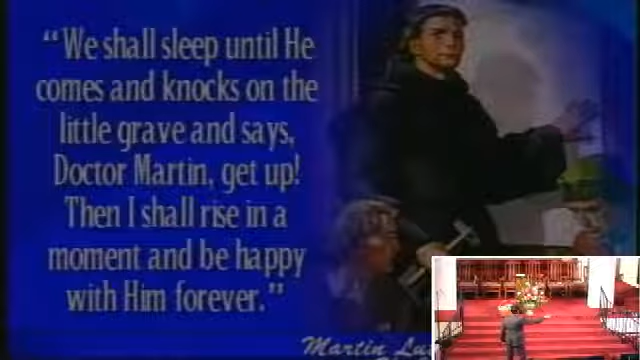 “We shall sleep until He
comes and knocks on the
little grave and says,
Doctor Martin, get up!
Then I shall rise in a
moment and be happy
with Him forever.”
Martin Lu